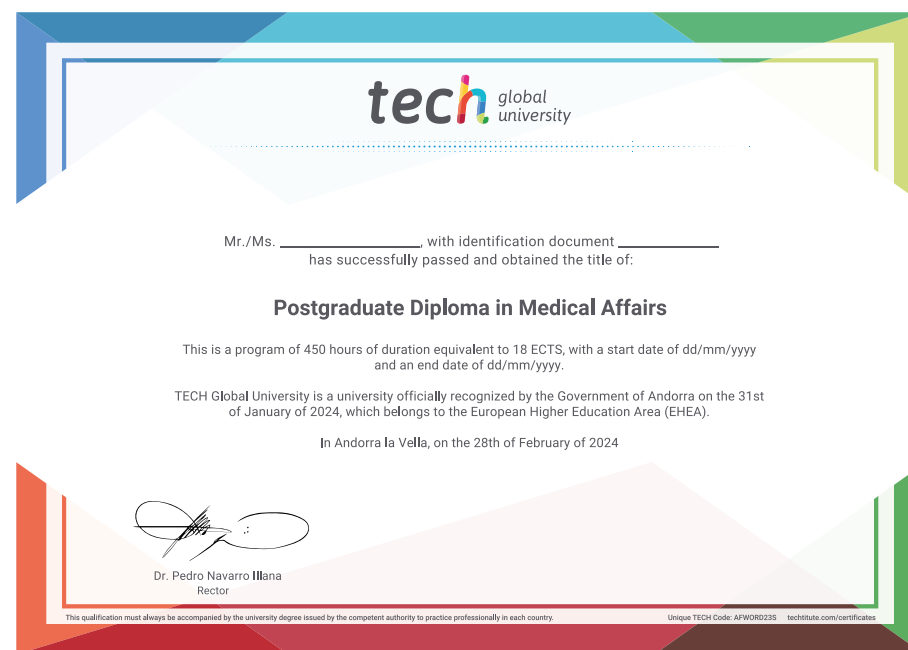 tech global
university
Mr./Ms. ____________, with identification document ____________
has successfully passed and obtained the title of:
Postgraduate Diploma in Medical Affairs
This is a program of 450 hours of duration equivalent to 18 ECTS, with a start date of dd/mm/yyyy
and an end date of dd/mm/yyyy.
TECH Global University is a university officially recognized by the Government of Andorra on the 31st
of January of 2024, which belongs to the European Higher Education Area (EHEA).
In Andorra la Vella, on the 28th of February of 2024
Dr. Pedro Navarro Illana
Rector
This qualification must always be accompanied by the university degree issued by the competent authority to practice professionally in each country.
Unique TECH Code: AFWORD23S techtitute.com/certificates